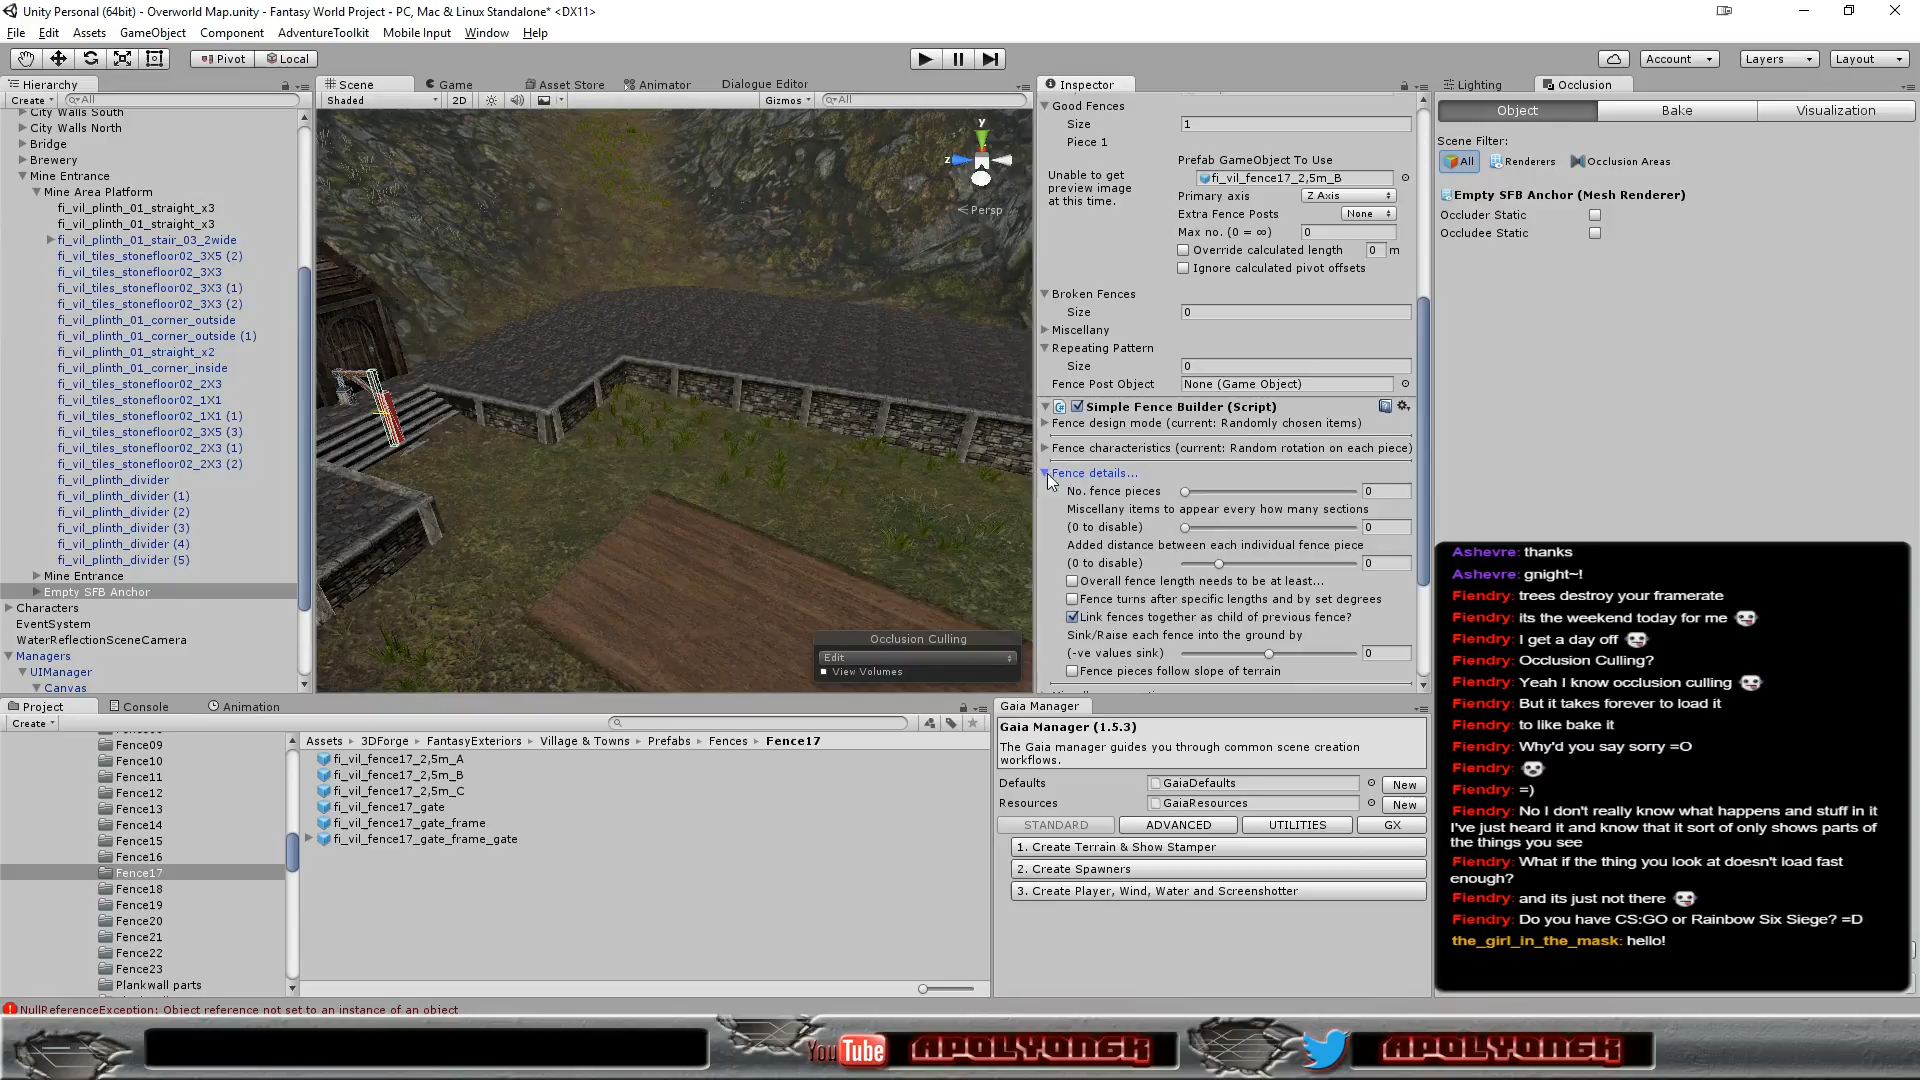 Unity Personal (64bit) - Overworld Map.unity - Fantasy World Project - PC, Mac & Linux Standalone* <DX11>
File Edit Assets GameObject Component AdventureToolkit Mobile Input Window Help
Pivot Local Account Layers Layout
Hierarchy
Create All
City Walls South
City Walls North
Bridge
Brewery
Mine Entrance
Mine Area Platform
fi_vil_plinth_01_straight_x3
fi_vil_plinth_01_straight_x3
fi_vil_plinth_01_stair_03_2wide
fi_vil_tiles_stonefloor02_3X5 (2)
fi_vil_tiles_stonefloor02_3X3
fi_vil_tiles_stonefloor02_3X3 (1)
fi_vil_tiles_stonefloor02_3X3 (2)
fi_vil_plinth_01_corner_outside
fi_vil_plinth_01_corner_outside (1)
fi_vil_plinth_01_straight_x2
fi_vil_plinth_01_corner_inside
fi_vil_tiles_stonefloor02_2X3
fi_vil_tiles_stonefloor02_1X1
fi_vil_tiles_stonefloor02_1X1 (1)
fi_vil_tiles_stonefloor02_3X5 (3)
fi_vil_tiles_stonefloor02_2X3 (1)
fi_vil_tiles_stonefloor02_2X3 (2)
fi_vil_plinth_divider
fi_vil_plinth_divider (1)
fi_vil_plinth_divider (2)
fi_vil_plinth_divider (3)
fi_vil_plinth_divider (4)
fi_vil_plinth_divider (5)
Mine Entrance
Empty SFB Anchor
Characters
EventSystem
WaterReflectionSceneCamera
Managers
UIManager
Canvas
Scene Game Asset Store Animator Dialogue Editor
Shaded 2D Gizmos All
y
z
Persp
Occlusion Culling
Edit
View Volumes
Inspector
Good Fences
Size 1
Piece 1
Unable to get
preview image
at this time.
Prefab GameObject To Use
fi_vil_fence17_2,5m_B
Primary axis Z Axis
Extra Fence Posts None
Max no. (0 = ∞) 0
Override calculated length 0 m
Ignore calculated pivot offsets
Broken Fences
Size 0
Miscellany
Repeating Pattern
Size 0
Fence Post Object None (Game Object)
Simple Fence Builder (Script)
Fence design mode (current: Randomly chosen items)
Fence characteristics (current: Random rotation on each piece)
Fence details...
No. fence pieces 0
Miscellany items to appear every how many sections
(0 to disable) 0
Added distance between each individual fence piece
(0 to disable) 0
Overall fence length needs to be at least...
Fence turns after specific lengths and by set degrees
Link fences together as child of previous fence?
Sink/Raise each fence into the ground by
(-ve values sink) 0
Fence pieces follow slope of terrain
Lighting Occlusion
Object Bake Visualization
Scene Filter:
All Renderers Occlusion Areas
Empty SFB Anchor (Mesh Renderer)
Occluder Static
Occludee Static
Project Console Animation
Create
Fence09
Fence10
Fence11
Fence12
Fence13
Fence14
Fence15
Fence16
Fence17
Fence18
Fence19
Fence20
Fence21
Fence22
Fence23
Plankwall parts
Assets 3DForge FantasyExteriors Village & Towns Prefabs Fences Fence17
fi_vil_fence17_2,5m_A
fi_vil_fence17_2,5m_B
fi_vil_fence17_2,5m_C
fi_vil_fence17_gate
fi_vil_fence17_gate_frame
fi_vil_fence17_gate_frame_gate
Gaia Manager
Gaia Manager (1.5.3)
The Gaia manager guides you through common scene creation
workflows.
Defaults GaiaDefaults New
Resources GaiaResources New
STANDARD ADVANCED UTILITIES GX
1. Create Terrain & Show Stamper
2. Create Spawners
3. Create Player, Wind, Water and Screenshotter
Ashevre: thanks
Ashevre: gnight~!
Fiendry: trees destroy your framerate
Fiendry: its the weekend today for me
Fiendry: I get a day off
Fiendry: Occlusion Culling?
Fiendry: Yeah I know occlusion culling
Fiendry: But it takes forever to load it
Fiendry: to like bake it
Fiendry: Why'd you say sorry =O
Fiendry:
Fiendry: =)
Fiendry: No I don't really know what happens and stuff in it
I've just heard it and know that it sort of only shows parts of
the things you see
Fiendry: What if the thing you look at doesn't load fast
enough?
Fiendry: and its just not there
Fiendry: Do you have CS:GO or Rainbow Six Siege? =D
the_girl_in_the_mask: hello!
NullReferenceException: Object reference not set to an instance of an object
YouTube APOLYONGK APOLYONGK